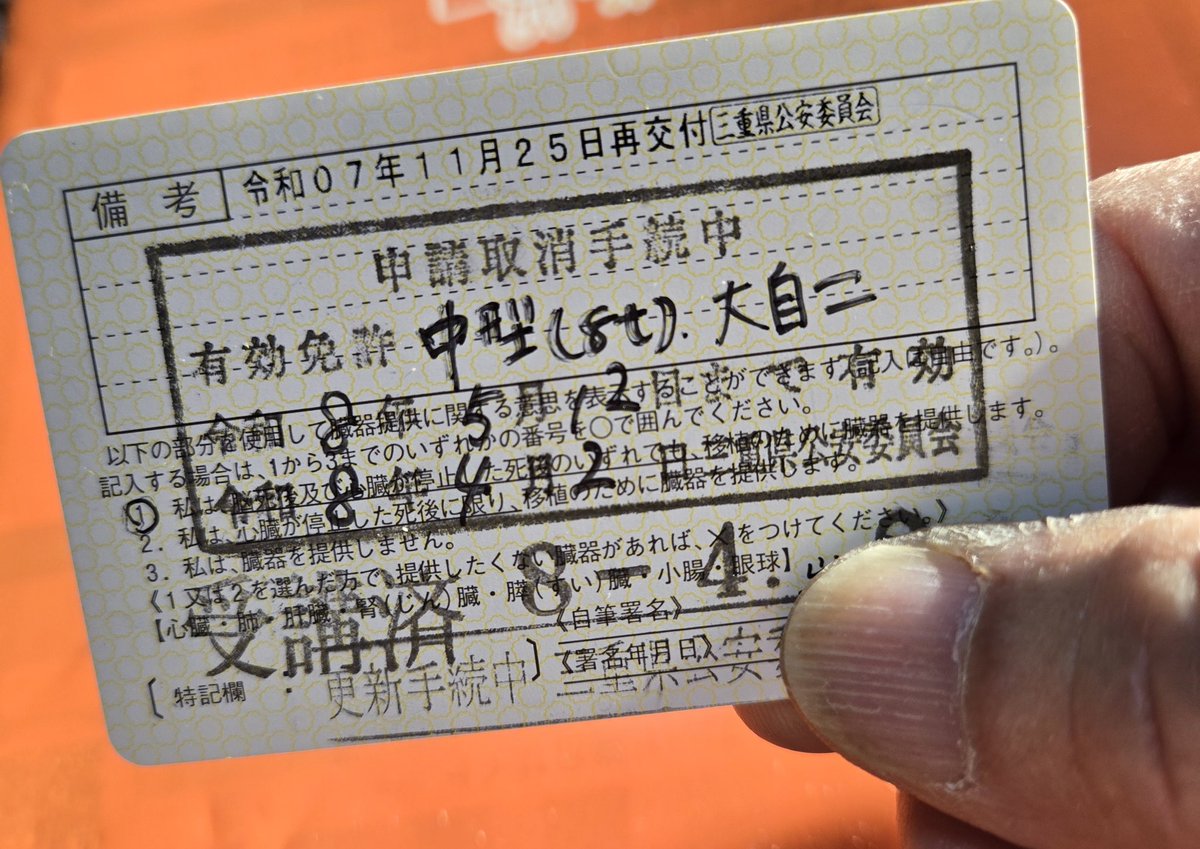 備考
令和07年11月25日再交付 三重県公安委員会
申請取消手続中
有効免許 中型(8t). 大自二
令和 8年 5月12日まで有効
令和 8年 4月2日 三重県公安委員会
以下の部分を使用して臓器提供に関する意思を表示することができます(記入は自由です。)。
記入する場合は、1から3までのいずれかの番号を○で囲んでください。
1. 私は、脳死後及び心臓が停止した死後のいずれでも、移植のために臓器を提供します。
2. 私は、心臓が停止した死後に限り、移植のために臓器を提供します。
3. 私は、臓器を提供しません。
《1又は2を選んだ方で、提供したくない臓器があれば、×をつけてください。》
【心臓・肺・肝臓・腎(じん)臓・膵(すい)臓・小腸・眼球】
8-4.
受講済
《自筆署名》
《署名年月日》
〔特記欄
〕
更新手続中
三重県公安委